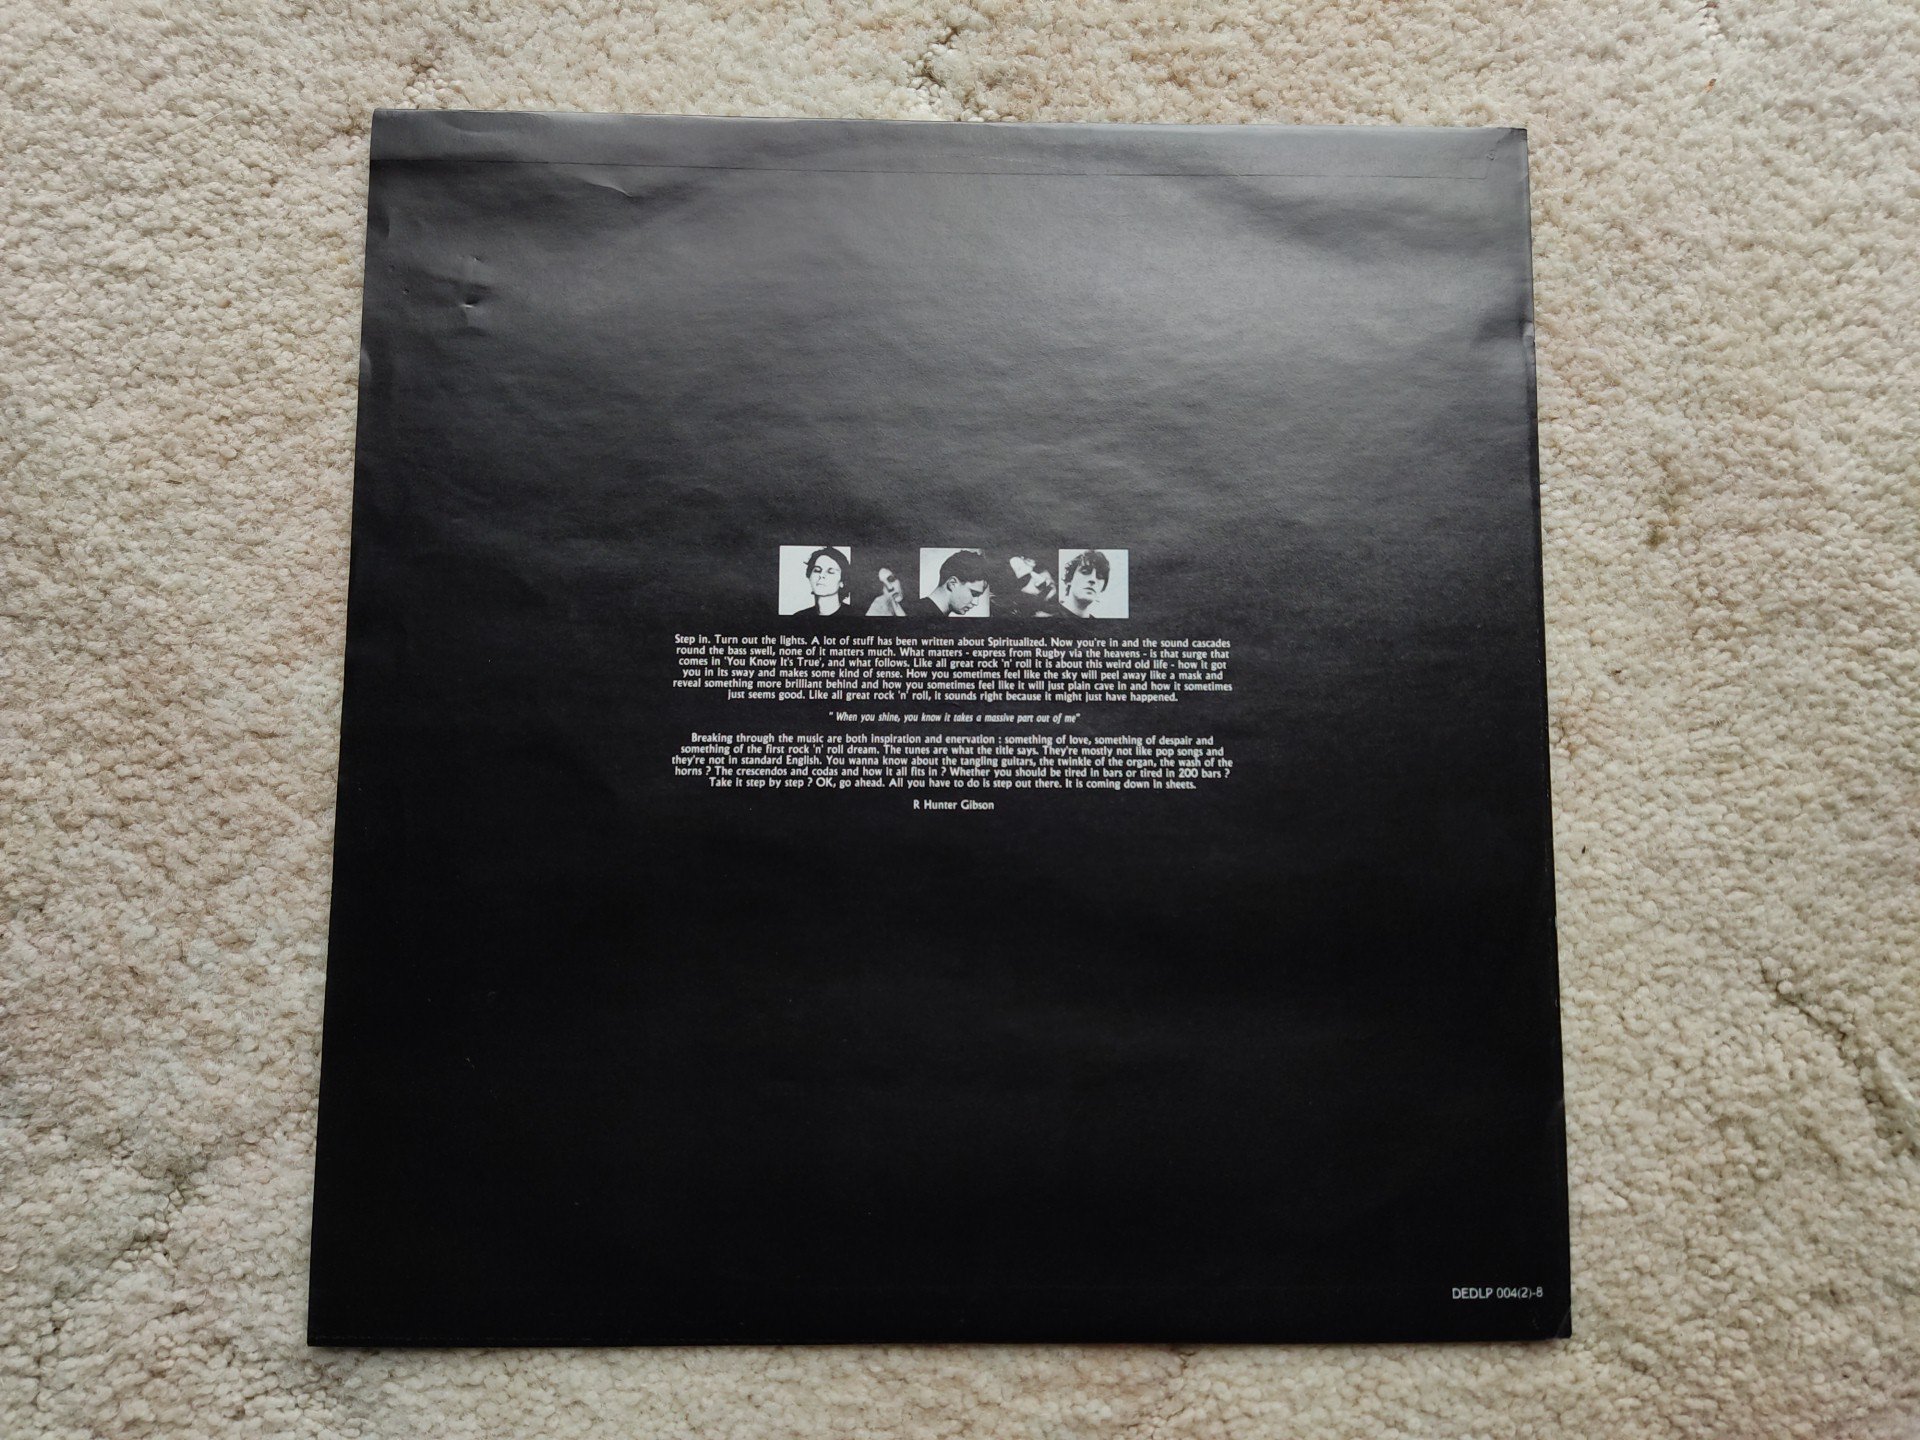 Step in. Turn out the lights. A lot of stuff has been written about Spiritualized. Now you're in and the sound cascades
round the bass swell, none of it matters much. What matters - express from Rugby via the heavens - is that surge that
comes in 'You Know It's True', and what follows. Like all great rock 'n' roll it is about this weird old life - how it got
you in its sway and makes some kind of sense. How you sometimes feel like the sky will peel away like a mask and
reveal something more brilliant behind and how you sometimes feel like it will just plain cave in and how it sometimes
just seems good. Like all great rock 'n' roll, it sounds right because it might just have happened.
" When you shine, you know it takes a massive part out of me"
Breaking through the music are both inspiration and enervation : something of love, something of despair and
something of the first rock 'n' roll dream. The tunes are what the title says. They're mostly not like pop songs and
they're not in standard English. You wanna know about the tangling guitars, the twinkle of the organ, the wash of the
horns ? The crescendos and codas and how it all fits in ? Whether you should be tired in bars or tired in 200 bars ?
Take it step by step ? OK, go ahead. All you have to do is step out there. It is coming down in sheets.
R Hunter Gibson
DEDLP 004(2)-8